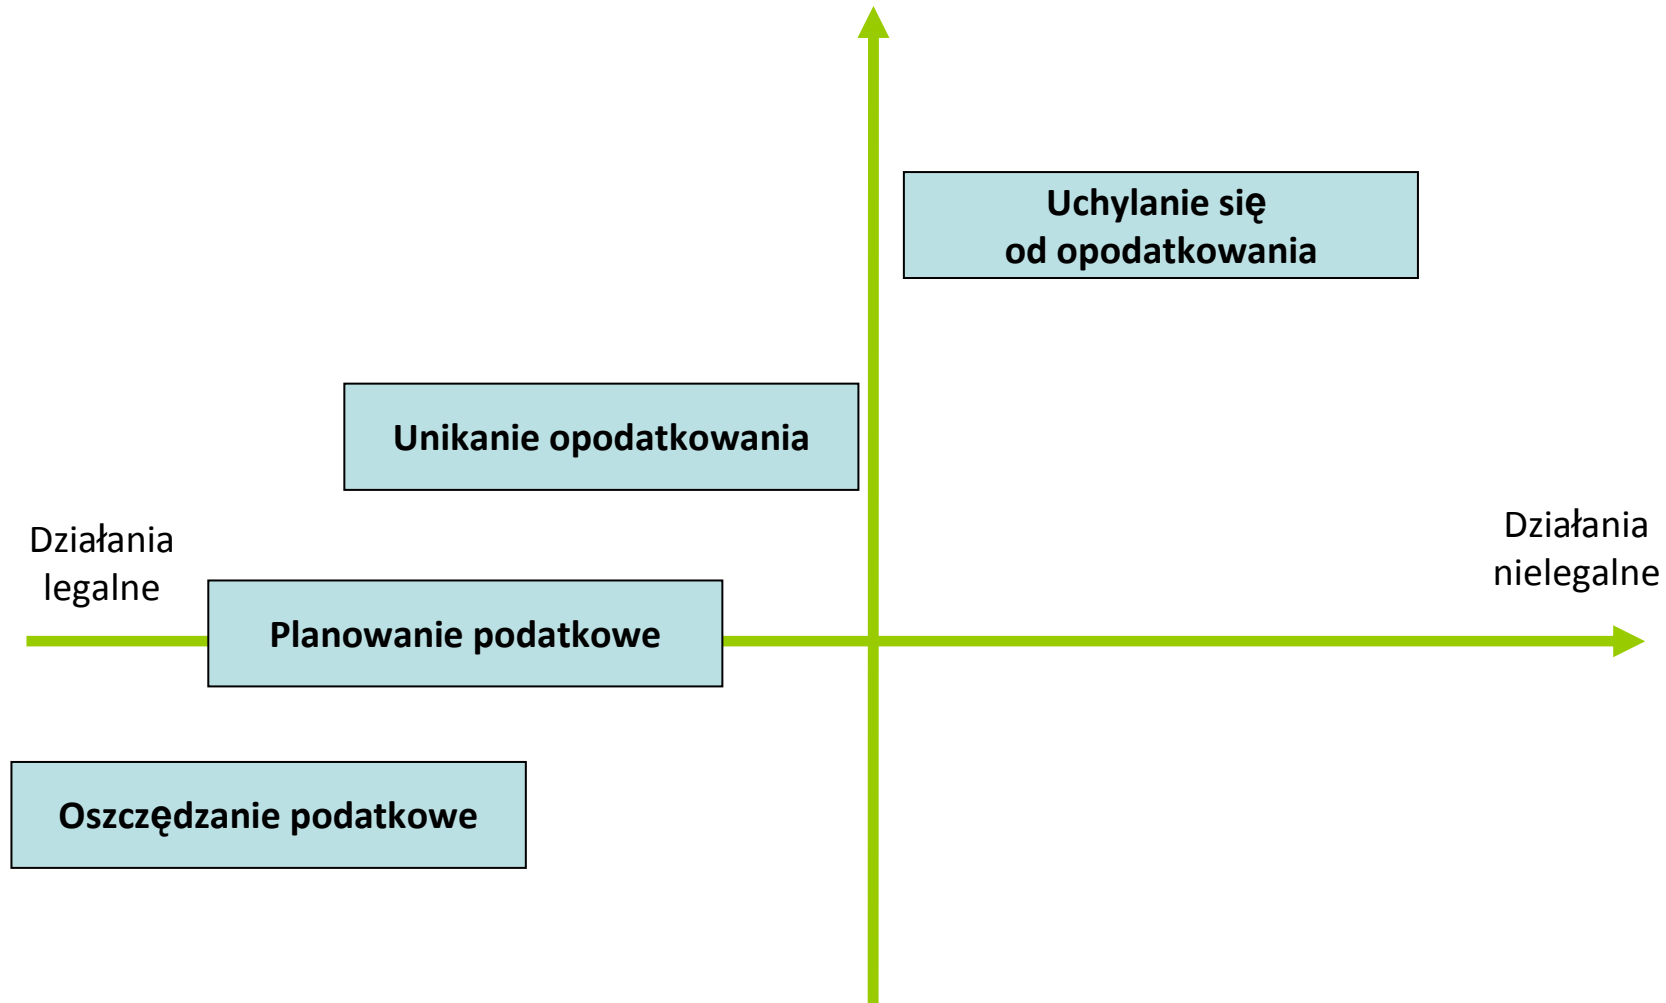 Uchylanie się
od opodatkowania
Unikanie opodatkowania
Działania
legalne
Działania
nielegalne
Planowanie podatkowe
Oszczędzanie podatkowe